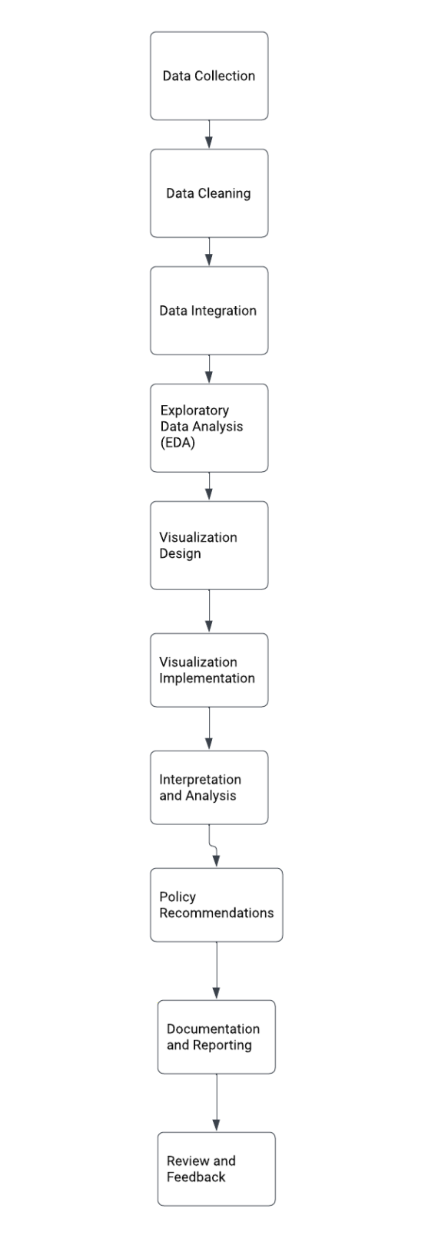 Data Collection
Data Cleaning
Data Integration
Exploratory
Data Analysis
(EDA)
Visualization
Design
Visualization
Implementation
Interpretation
and Analysis
Policy
Recommendations
Documentation
and Reporting
Review and
Feedback